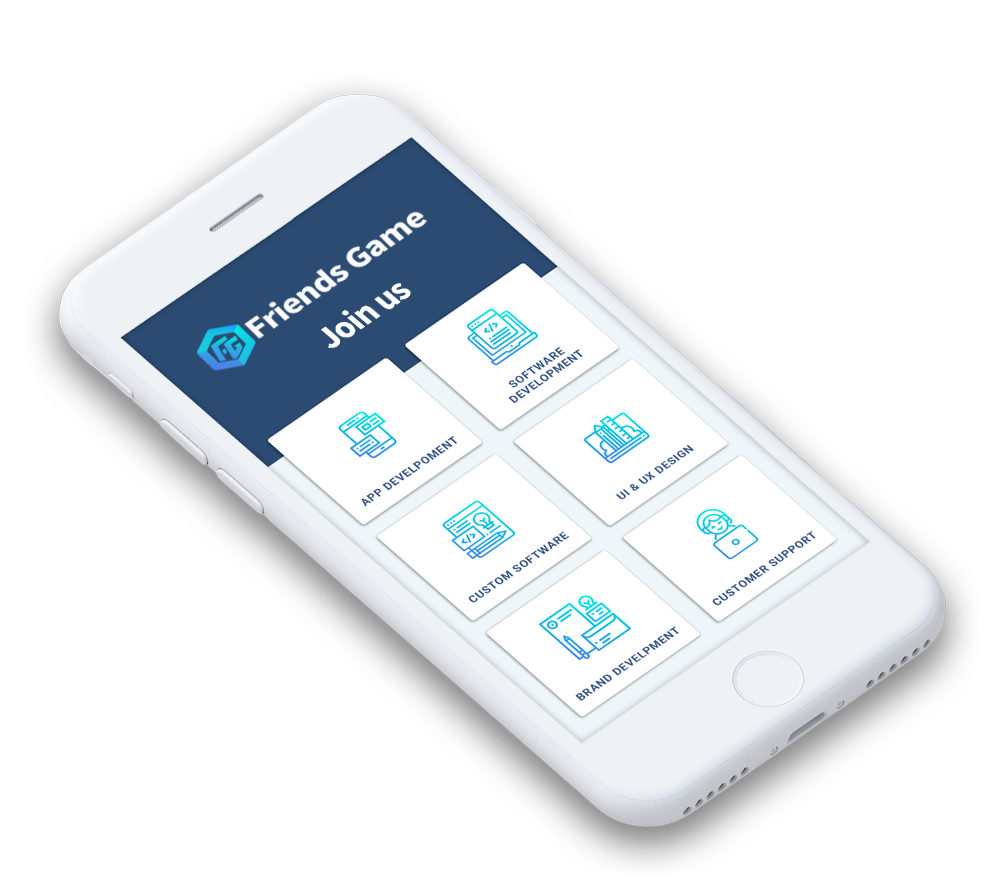 FG
Friends Game
Join us
APP DEVELPOMENT
SOFTWARE
DEVELOPMENT
CUSTOM SOFTWARE
UI & UX DESIGN
BRAND DEVELPMENT
CUSTOMER SUPPORT